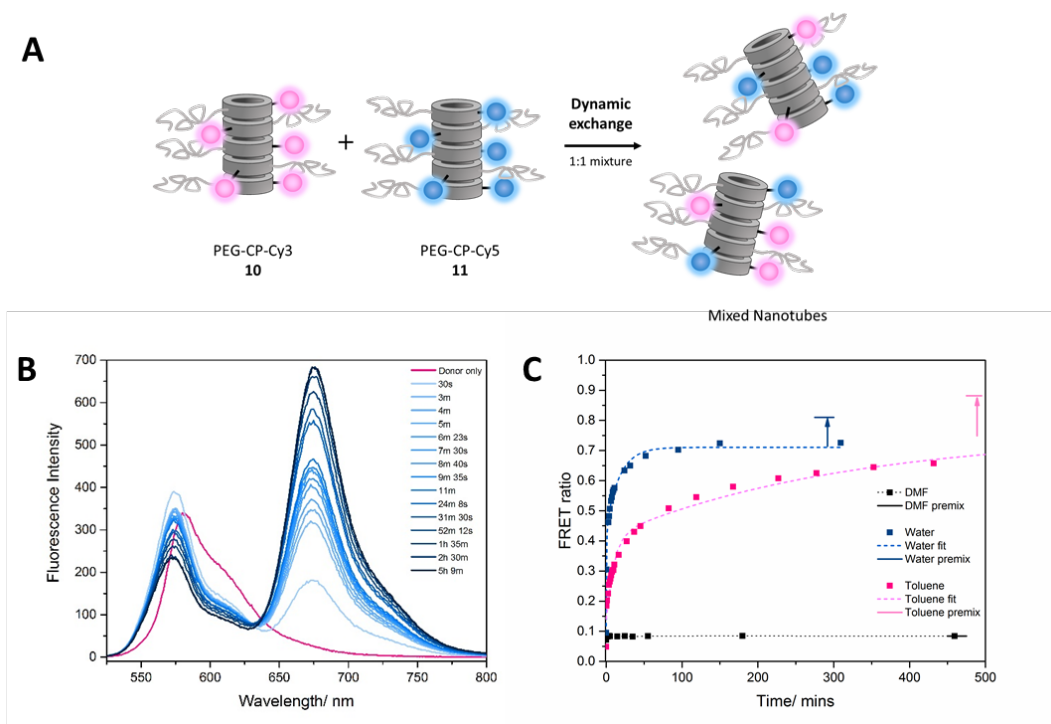 A
PEG-CP-Cy3
10
+
PEG-CP-Cy5
11
Dynamic
exchange
1:1 mixture
Mixed Nanotubes
B
Fluorescence Intensity
700
600
500
400
300
200
100
0
550
600
650
700
750
800
Wavelength/ nm
Donor only
30s
3m
4m
5m
6m 23s
7m 30s
8m 40s
9m 35s
11m
24m 8s
31m 30s
52m 12s
1h 35m
2h 30m
5h 9m
C
FRET ratio
1.0
0.9
0.8
0.7
0.6
0.5
0.4
0.3
0.2
0.1
0.0
0
100
200
300
400
500
Time/ mins
DMF
DMF premix
Water
Water fit
Water premix
Toluene
Toluene fit
Toluene premix